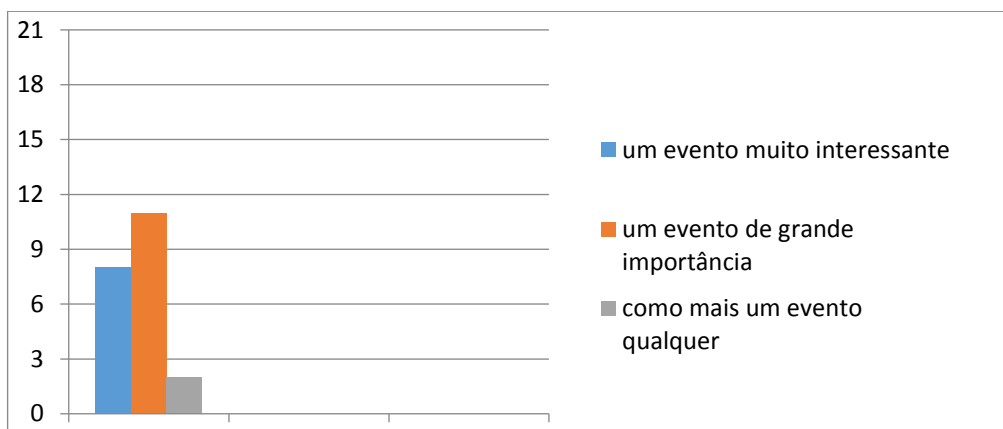 21
18
15
12
9
6
3
0
um evento muito interessante
um evento de grande
importância
como mais um evento
qualquer